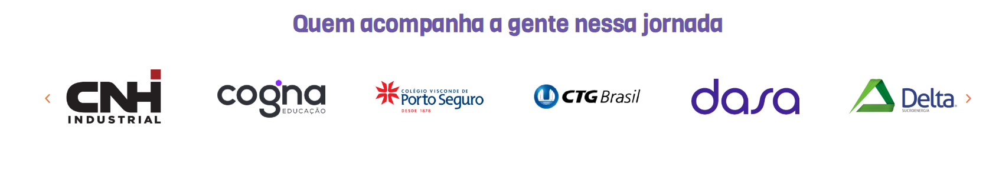 Quem acompanha a gente nessa jornada
CNH
INDUSTRIAL
cogna
EDUCAÇÃO
COLÉGIO VISCONDE DE
Porto Seguro
DESDE 1878
CTG Brasil
dasa
Delta
SUCROENERGIA